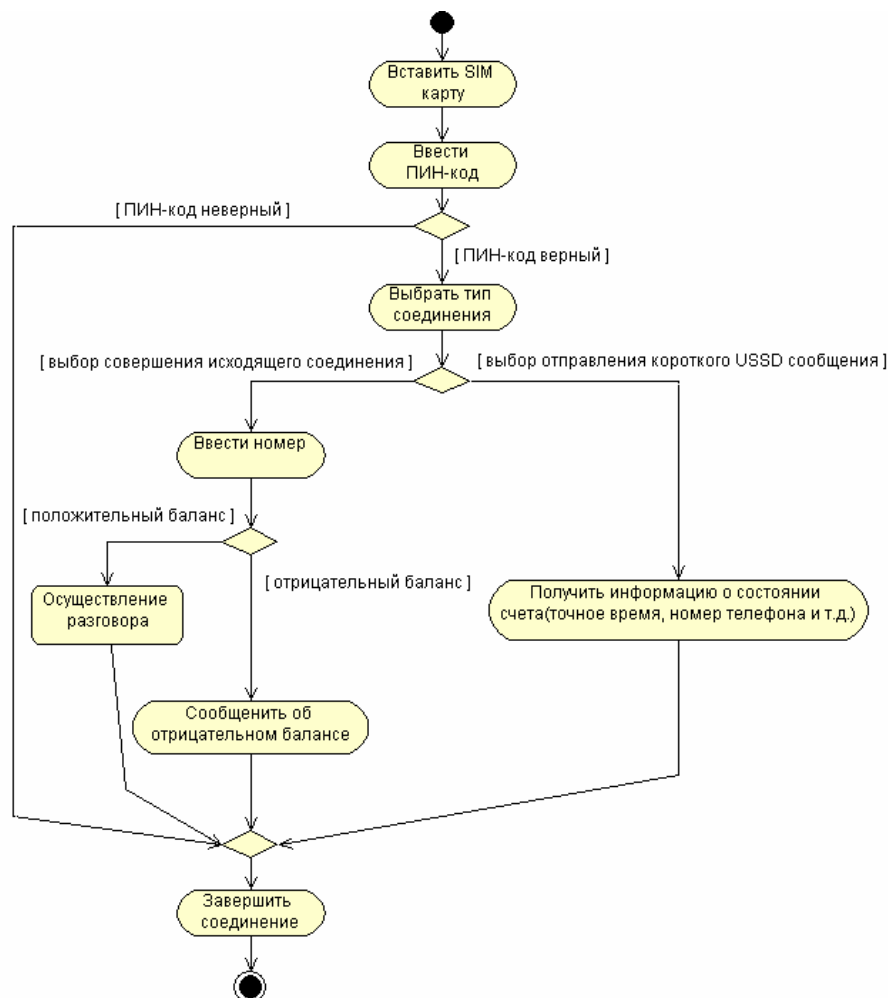 Вставить SIM
карту
Ввести
ПИН-код
[ ПИН-код неверный ]
[ ПИН-код верный ]
Выбрать тип
соединения
[ выбор совершения исходящего соединения ]
[ выбор отправления короткого USSD сообщения ]
Ввести номер
[ положительный баланс ]
[ отрицательный баланс ]
Осуществление
разговора
Получить информацию о состоянии
счета(точное время, номер телефона и т.д.)
Сообщенить об
отрицательном балансе
Завершить
соединение